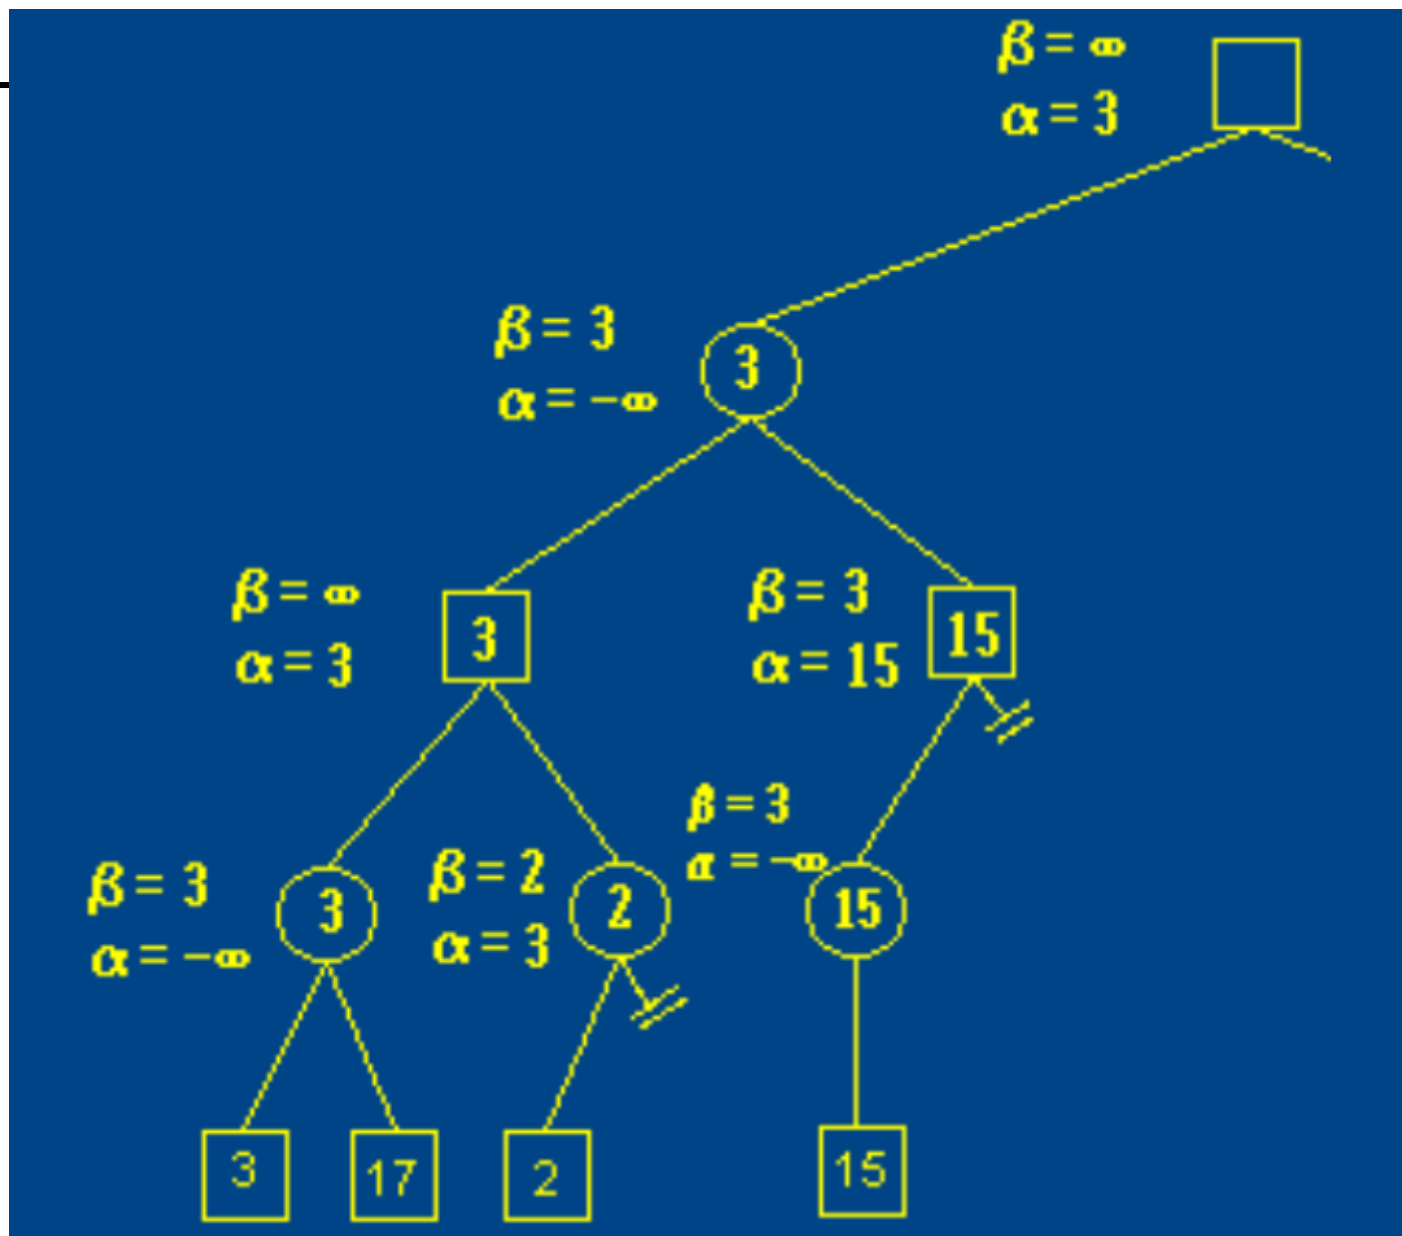 β = ∞
α = 3
β = 3
α = -∞
3
β = ∞
α = 3
3
β = 3
α = 15
15
β = 3
α = -∞
3
β = 2
α = 3
2
β = 3
α = -∞
15
3
17
2
15